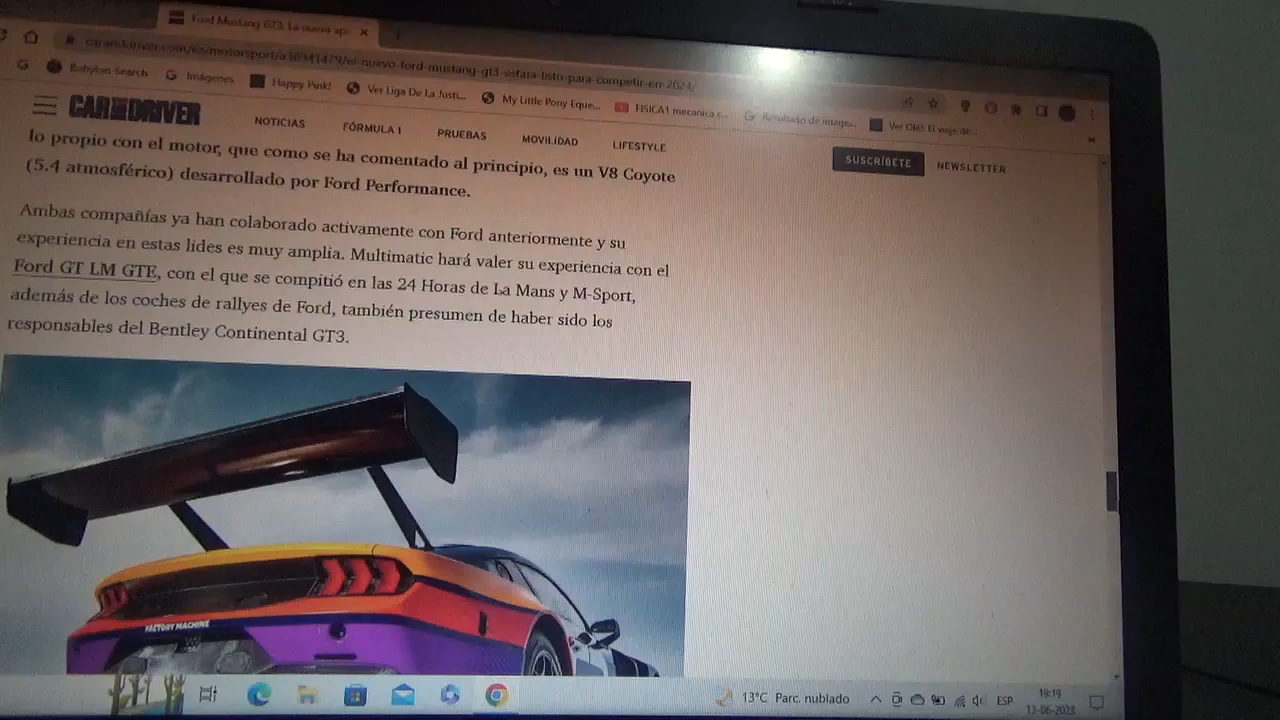 Ford Mustang GT3: La nueva apu
caranddriver.com/es/motorsport/a38941479/el-nuevo-ford-mustang-gt3-estara-listo-para-competir-en-2024/
Babylon Search
Imágenes
Happy Pink!
Ver Liga De La Justi...
My Little Pony Eque...
FISICA1 mecanica c...
Resultado de image...
Ver Olé!: El viaje de...
CAR AND DRIVER
NOTICIAS
FÓRMULA 1
PRUEBAS
MOVILIDAD
LIFESTYLE
SUSCRÍBETE
NEWSLETTER
lo propio con el motor, que como se ha comentado al principio, es un V8 Coyote
(5.4 atmosférico) desarrollado por Ford Performance.
Ambas compañías ya han colaborado activamente con Ford anteriormente y su
experiencia en estas lides es muy amplia. Multimatic hará valer su experiencia con el
Ford GT LM GTE, con el que se compitió en las 24 Horas de La Mans y M-Sport,
además de los coches de rallyes de Ford, también presumen de haber sido los
responsables del Bentley Continental GT3.
FACTORY MACHINE
13°C Parc. nublado
ESP
19:19
13-06-2023